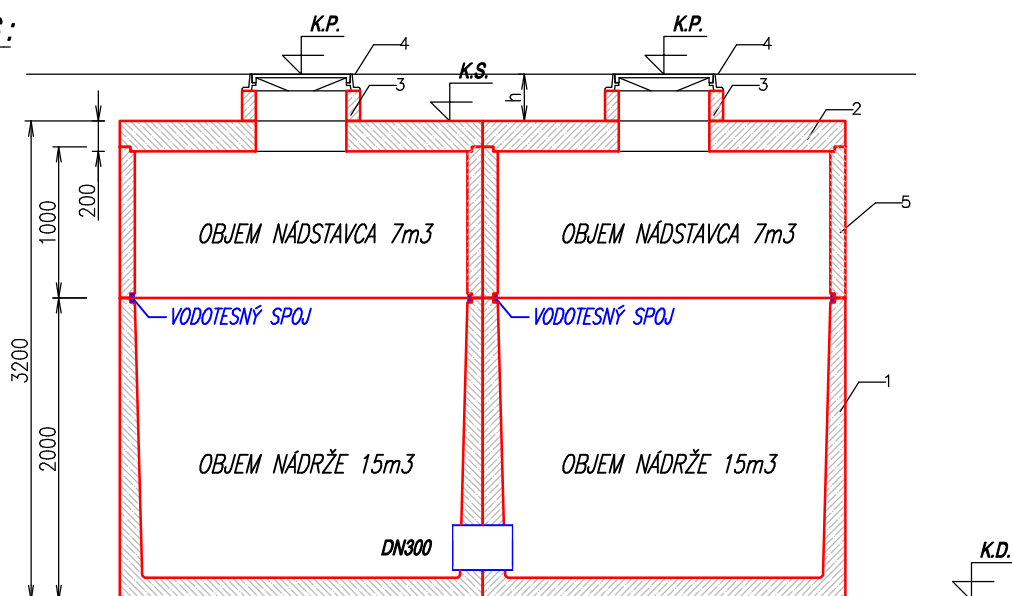 K.P.
K.P.
4
4
K.S.
3
h
3
2
200
1000
5
OBJEM NÁDSTAVCA 7m3
OBJEM NÁDSTAVCA 7m3
VODOTESNÝ SPOJ
VODOTESNÝ SPOJ
3200
1
2000
OBJEM NÁDRŽE 15m3
OBJEM NÁDRŽE 15m3
DN300
K.D.